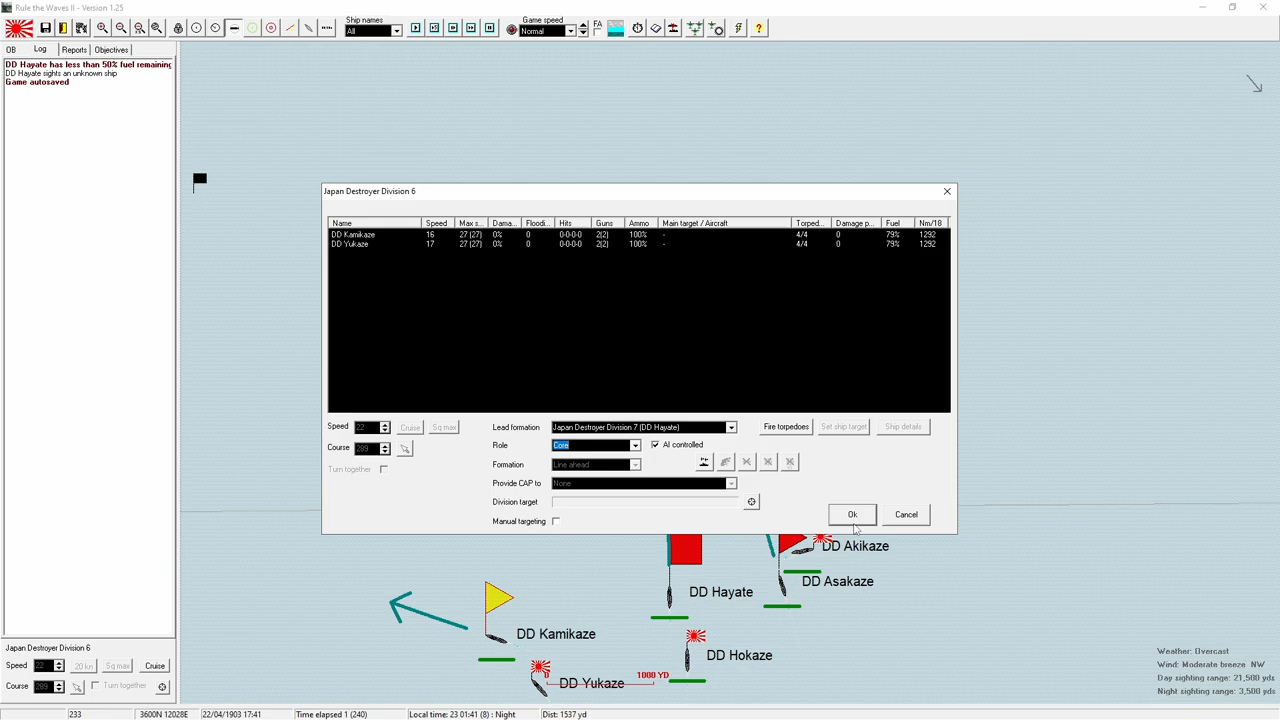 Rule the Waves II - Version 1.25
Ship names
All
Game speed
Normal
FA
OB
Log
Reports
Objectives
DD Hayate has less than 50% fuel remaining
DD Hayate sights an unknown ship
Game autosaved
Japan Destroyer Division 6
Name Speed Max s... Dama... Floodi... Hits Guns Ammo Main target / Aircraft Torped... Damage p... Fuel Nm/18
DD Kamikaze 16 27 (27) 0% 0 0-0-0-0 2(2) 100% - 4/4 0 79% 1292
DD Yukaze 17 27 (27) 0% 0 0-0-0-0 2(2) 100% - 4/4 0 79% 1292
Speed 22 Cruise Sq max
Course 289
Turn together
Lead formation Japan Destroyer Division 7 (DD Hayate)
Role Core AI controlled
Formation Line ahead
Provide CAP to None
Division target
Manual targeting
Fire torpedoes Set ship target Ship details
Ok Cancel
DD Akikaze
DD Asakaze
DD Hayate
DD Kamikaze
DD Hokaze
DD Yukaze
0 1000 YD
Japan Destroyer Division 6
Speed 22 20 kn Sq max Cruise
Course 289 Turn together
Weather: Overcast
Wind: Moderate breeze NW
Day sighting range: 21,500 yds
Night sighting range: 3,500 yds
233 3600N 12028E 22/04/1903 17:41 Time elapsed 1 (240) Local time: 23 01:41 (8) : Night Dist: 1537 yd